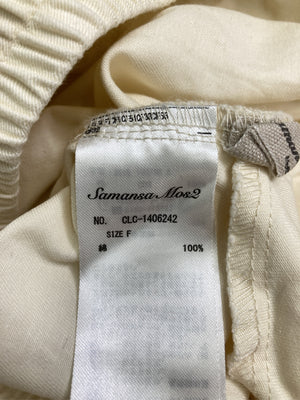 Samansa Mos2
NO. CLC-1406242
SIZE F
綿 100%